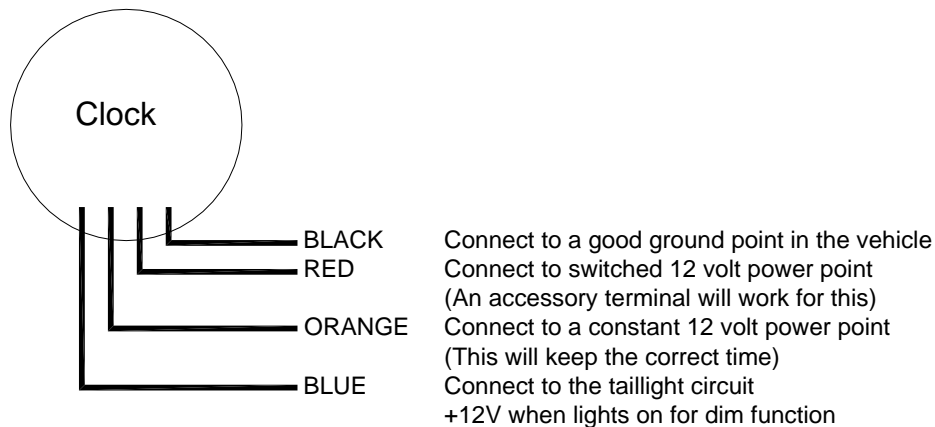 Clock
BLACK Connect to a good ground point in the vehicle
RED Connect to switched 12 volt power point
(An accessory terminal will work for this)
ORANGE Connect to a constant 12 volt power point
(This will keep the correct time)
BLUE Connect to the taillight circuit
+12V when lights on for dim function